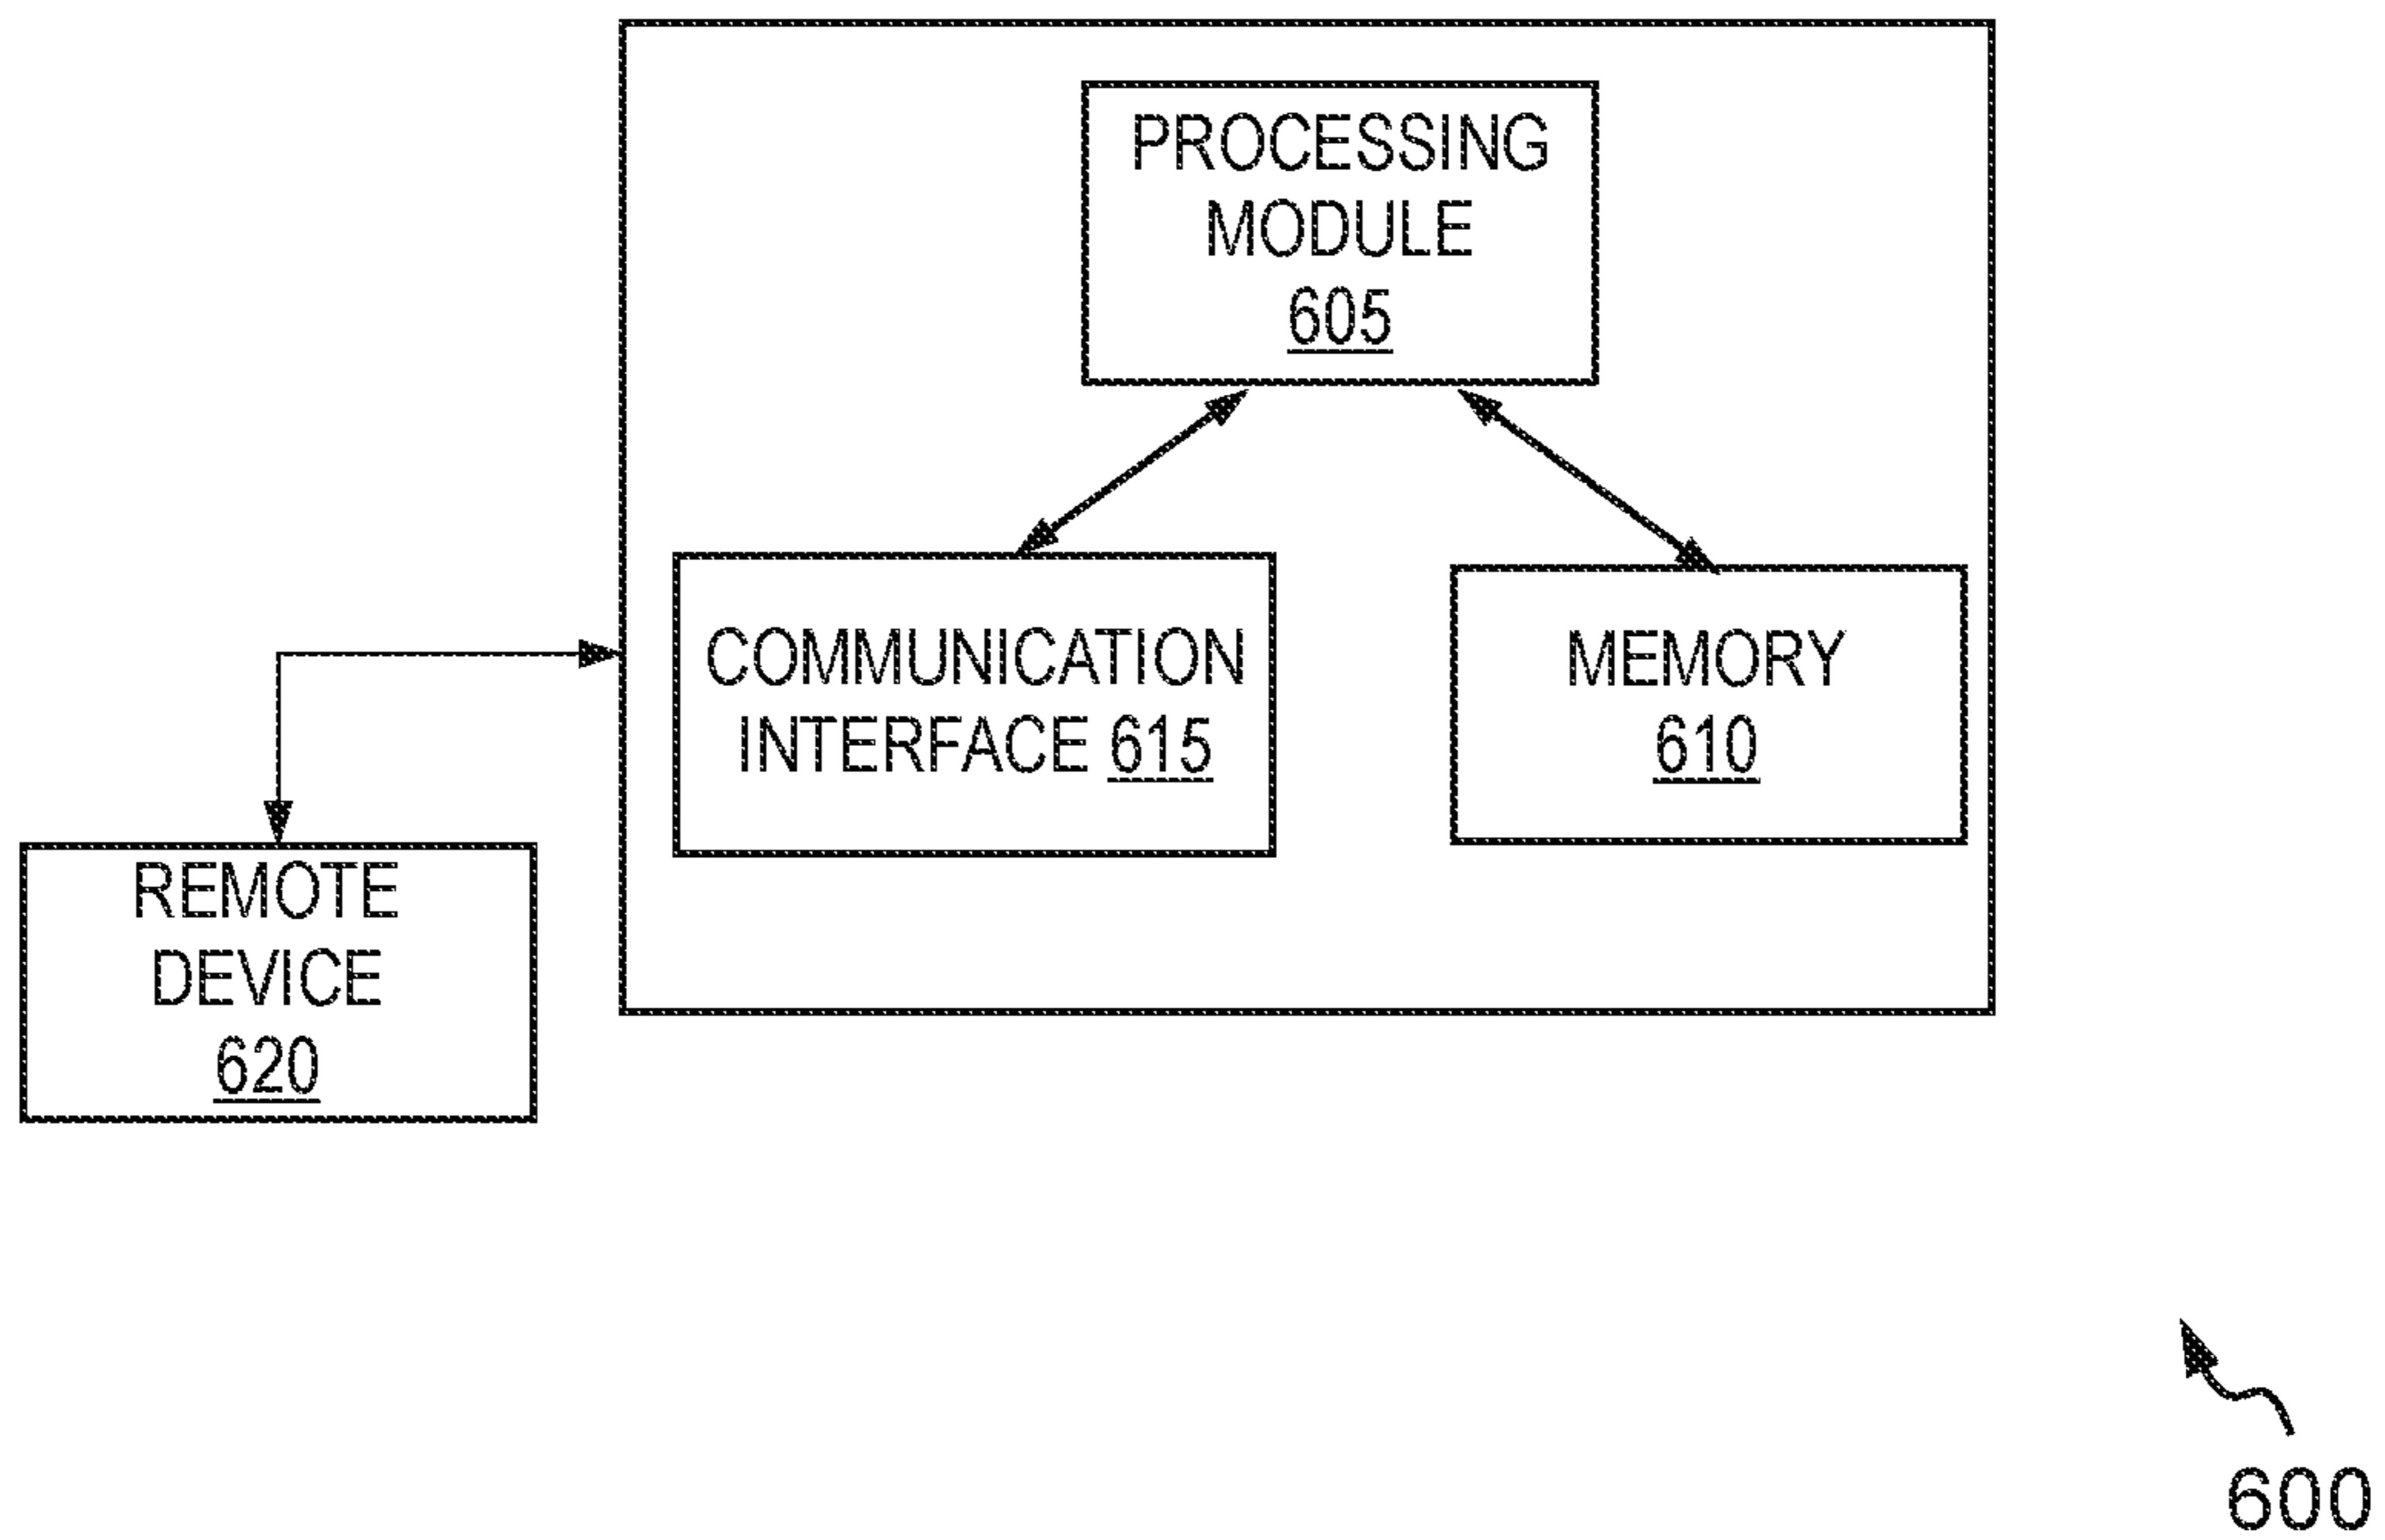 PROCESSING
MODULE
605
COMMUNICATION
INTERFACE 615
MEMORY
610
REMOTE
DEVICE
620
600